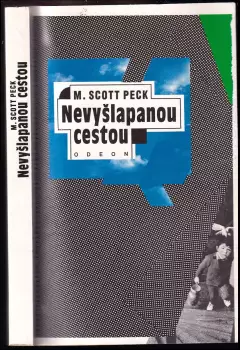 M. SCOTT PECK
Nevyšlapanou cestou
M. SCOTT PECK
Nevyšlapanou
cestou
ODEON